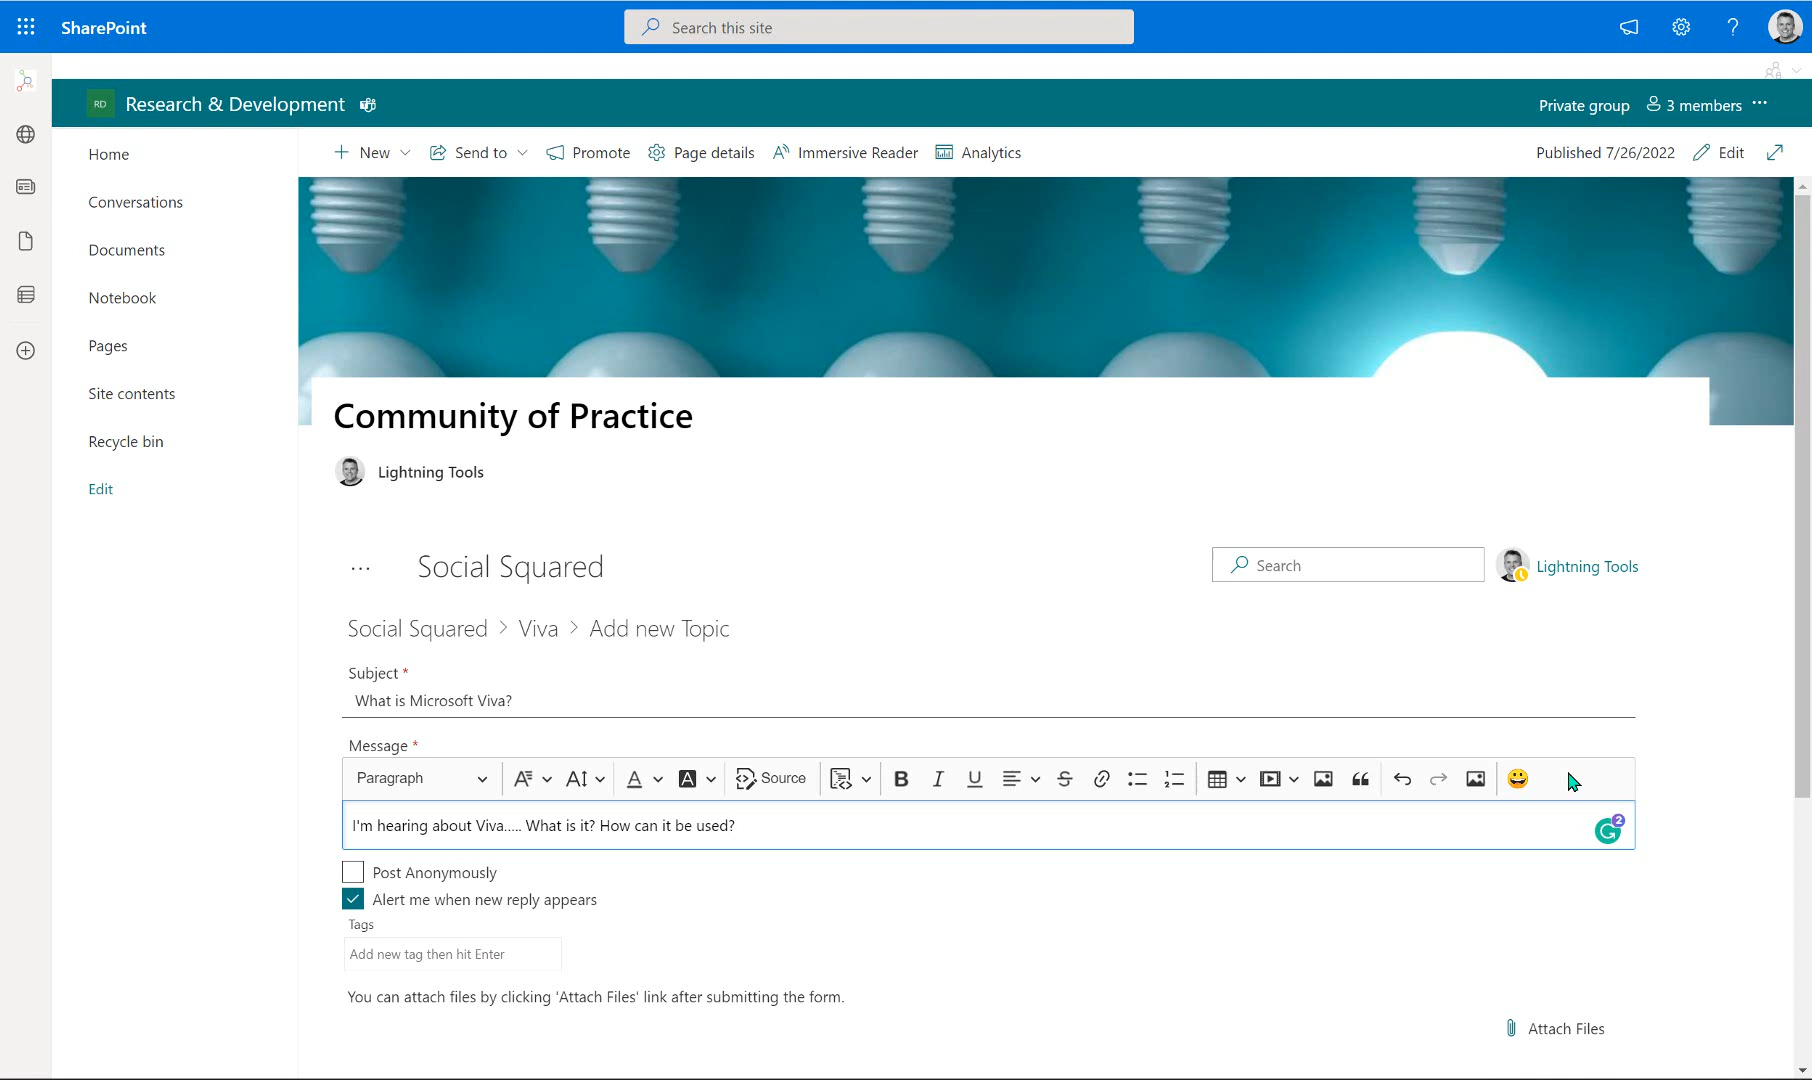 SharePoint
Search this site
RD Research & Development
Private group 3 members ...
Home
Conversations
Documents
Notebook
Pages
Site contents
Recycle bin
Edit
New Send to Promote Page details Immersive Reader Analytics
Published 7/26/2022 Edit
Community of Practice
Lightning Tools
... Social Squared
Search
Lightning Tools
Social Squared > Viva > Add new Topic
Subject *
What is Microsoft Viva?
Message *
Paragraph A A A A Source B I U S
I'm hearing about Viva..... What is it? How can it be used?
G 2
Post Anonymously
Alert me when new reply appears
Tags
Add new tag then hit Enter
You can attach files by clicking 'Attach Files' link after submitting the form.
Attach Files